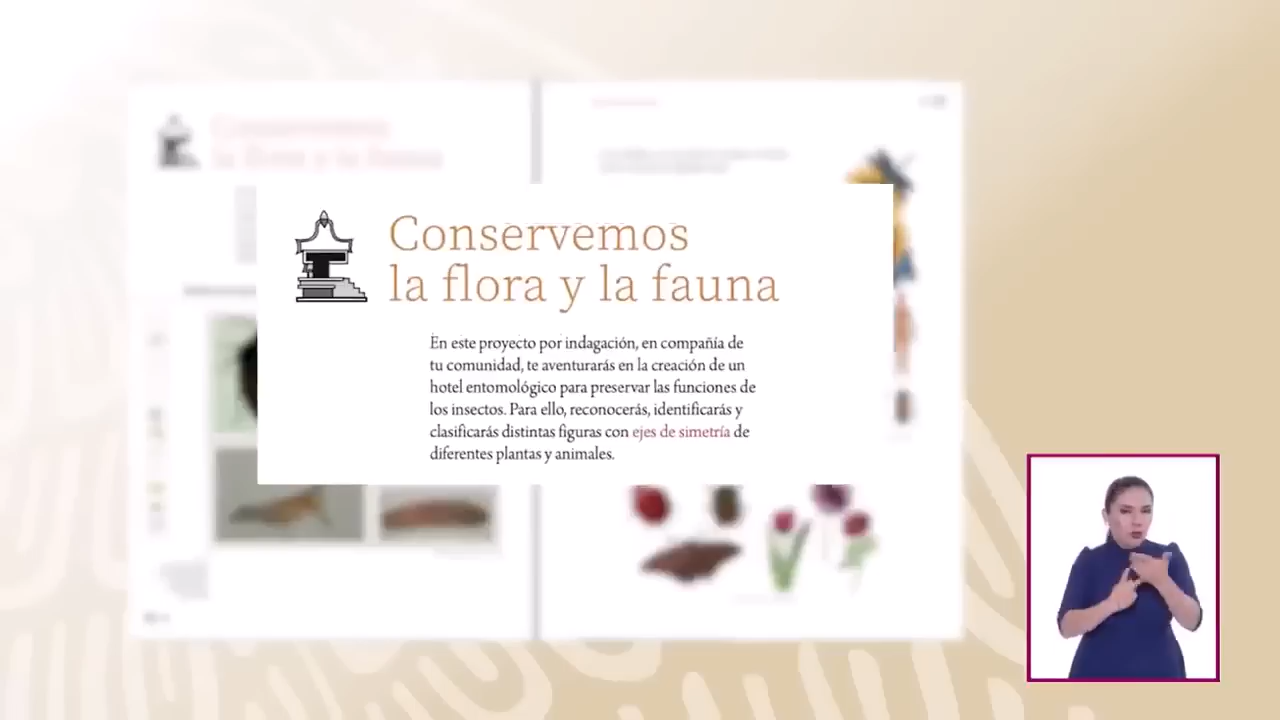 Conservemos
la flora y la fauna
En este proyecto por indagación, en compañía de
tu comunidad, te aventurarás en la creación de un
hotel entomológico para preservar las funciones de
los insectos. Para ello, reconocerás, identificarás y
clasificarás distintas figuras con ejes de simetría de
diferentes plantas y animales.